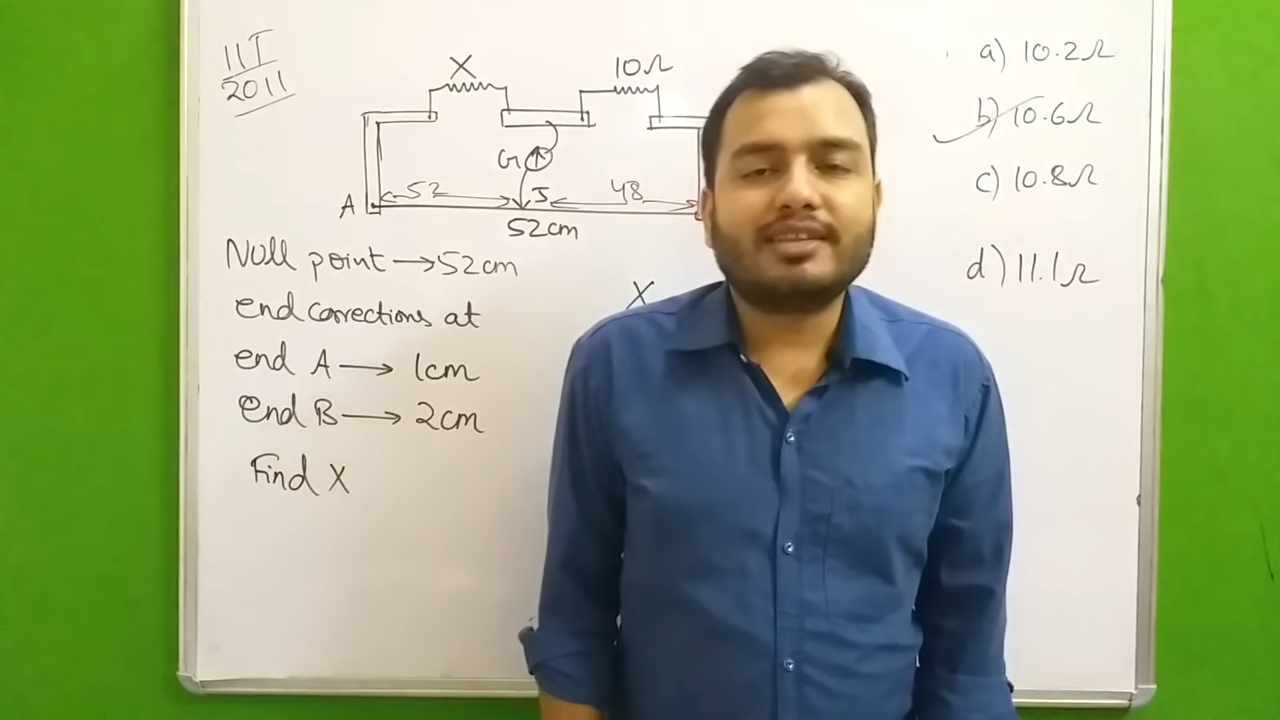 IIT
2011
X
10Ω
G
A
52
J
48
52cm
Null point → 52cm
end corrections at
end A → 1cm
end B → 2cm
Find X
X
a) 10.2Ω
b) 10.6Ω
c) 10.8Ω
d) 11.1Ω